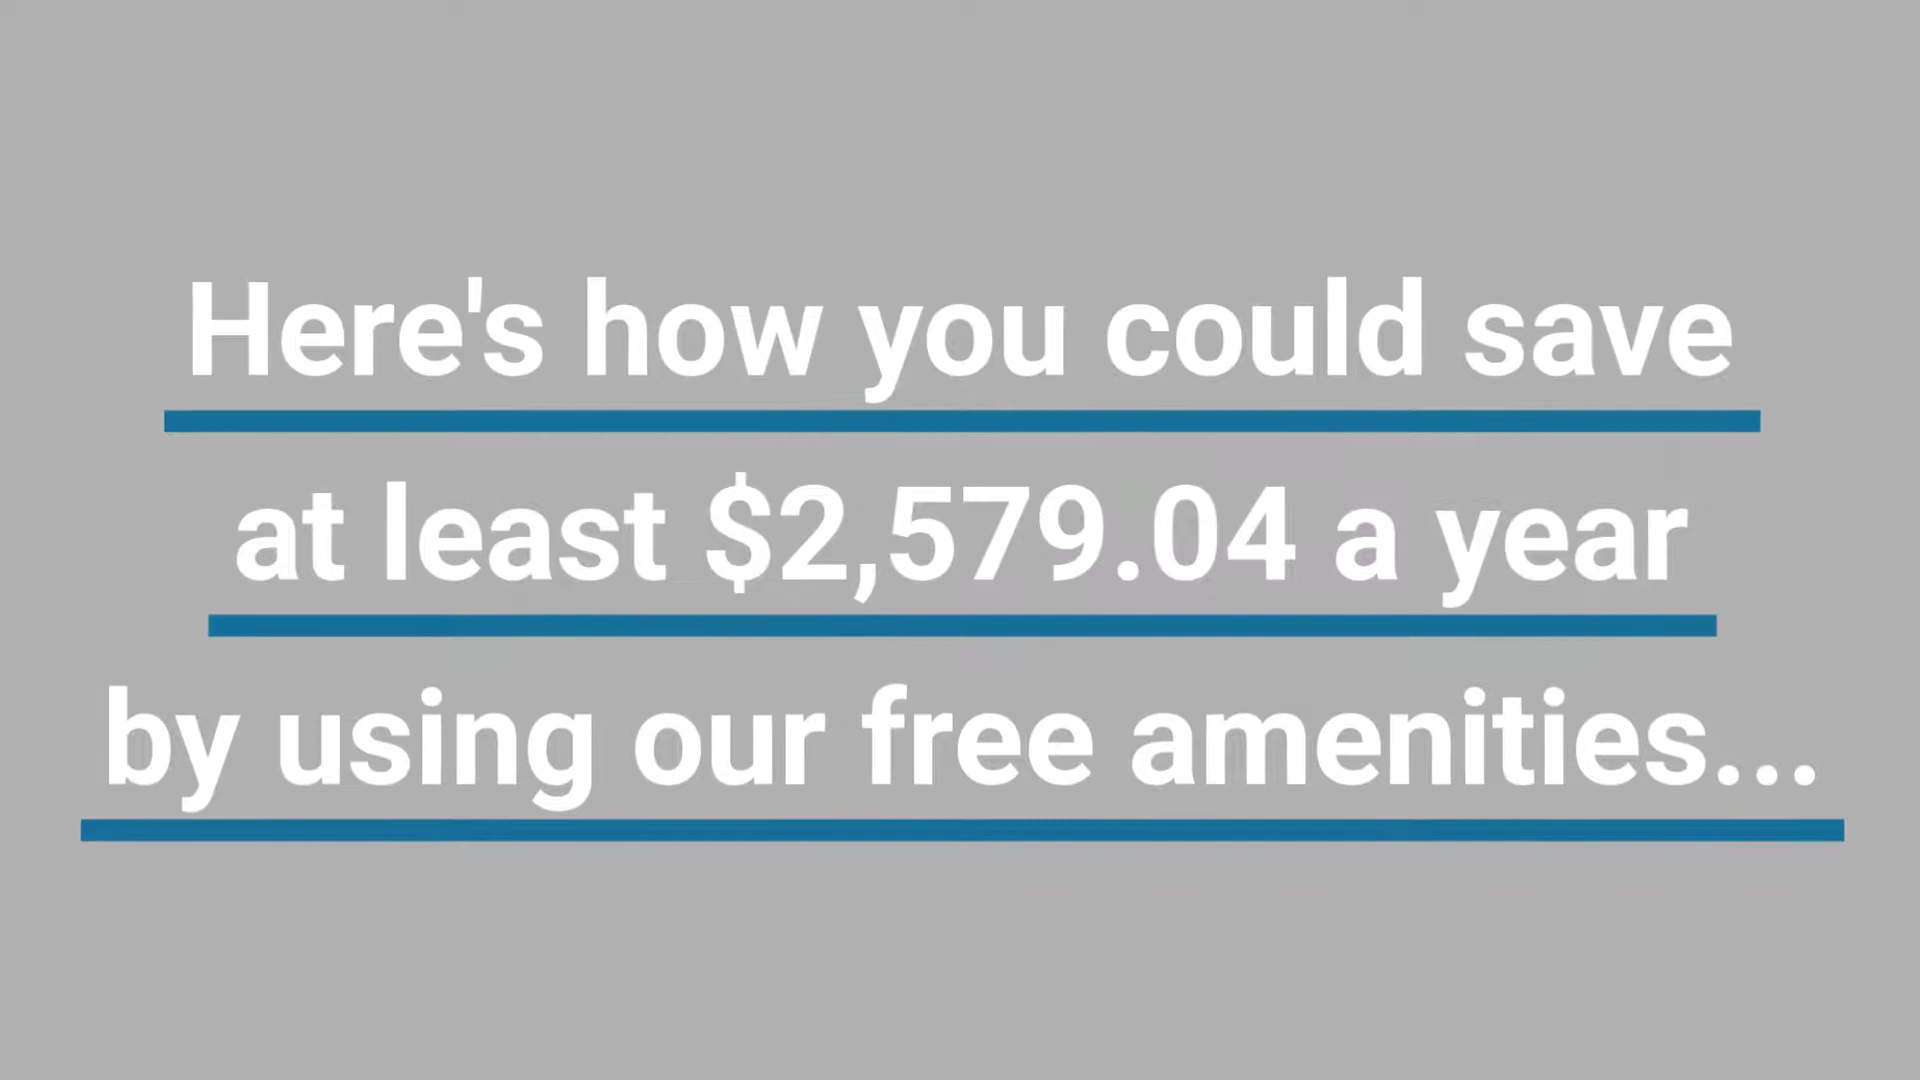 Here's how you could save
at least $2,579.04 a year
by using our free amenities...